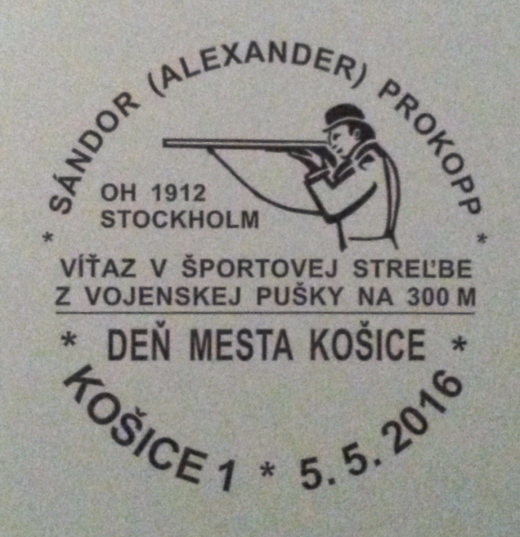 SÁNDOR (ALEXANDER) PROKOPP
OH 1912
STOCKHOLM
* *
VÍŤAZ V ŠPORTOVEJ STREĽBE
Z VOJENSKEJ PUŠKY NA 300 M
* DEŇ MESTA KOŠICE *
KOŠICE 1 * 5.5.2016